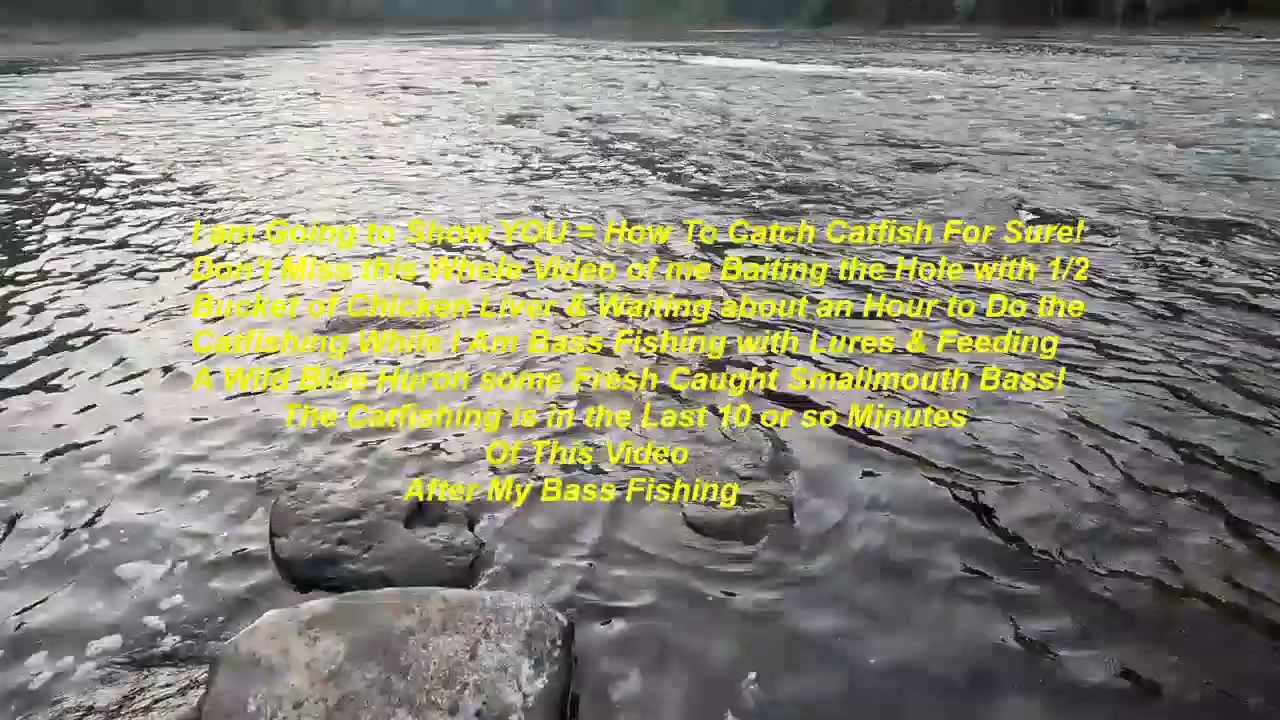 I am Going to Show YOU = How To Catch Catfish For Sure!
Don't Miss this Whole Video of me Baiting the Hole with 1/2
Bucket of Chicken Liver & Waiting about an Hour to Do the
Catfishing While I Am Bass Fishing with Lures & Feeding
A Wild Blue Huron some Fresh Caught Smallmouth Bass!
The Catfishing is in the Last 10 or so Minutes
Of This Video
After My Bass Fishing